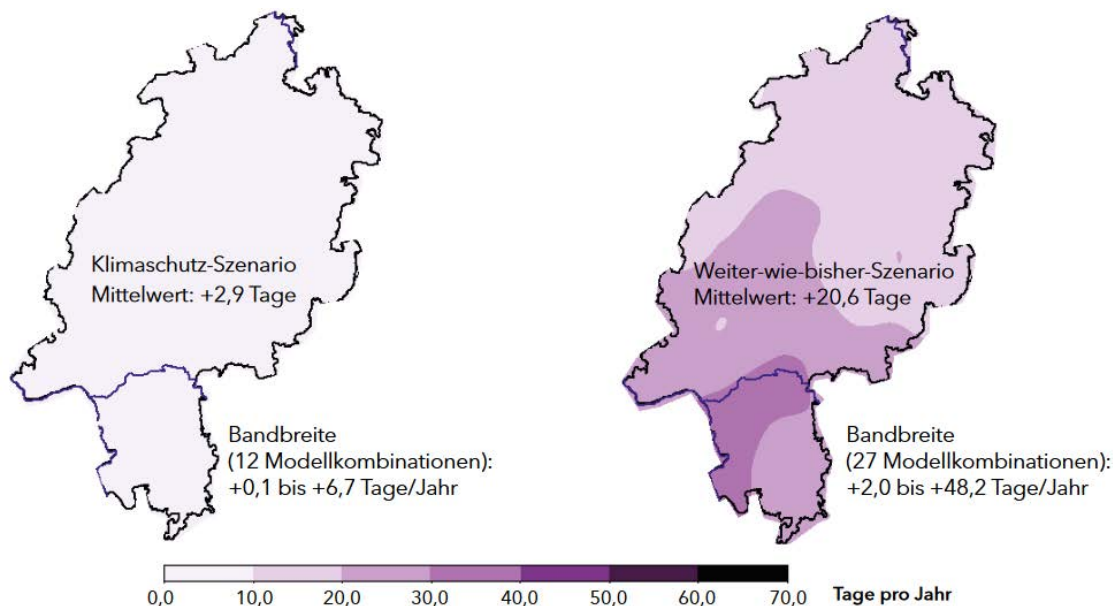 Klimaschutz-Szenario
Mittelwert: +2,9 Tage
Bandbreite
(12 Modellkombinationen):
+0,1 bis +6,7 Tage/Jahr
Weiter-wie-bisher-Szenario
Mittelwert: +20,6 Tage
Bandbreite
(27 Modellkombinationen):
+2,0 bis +48,2 Tage/Jahr
0,0 10,0 20,0 30,0 40,0 50,0 60,0 70,0 Tage pro Jahr